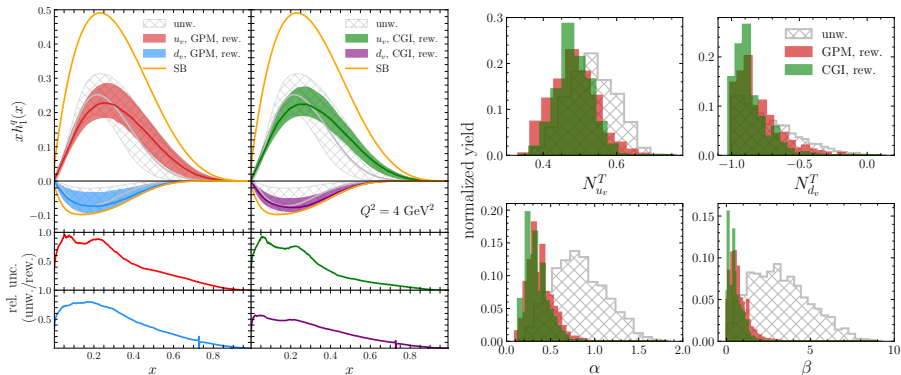 0.5
0.4
0.3
0.2
0.1
0.0
−0.1
x h_1^q(x)
unw.
u_v, GPM, rew.
d_v, GPM, rew.
SB
unw.
u_v, CGI, rew.
d_v, CGI, rew.
SB
Q² = 4 GeV²
1.0
0.5
1.0
0.5
rel. unc.
(unw./rew.)
0.2 0.4 0.6 0.8
x
0.2 0.4 0.6 0.8
x
normalized yield
0.3
0.2
0.1
0.0
0.4 0.6
N_{u_v}^T
0.3
0.2
0.1
0.0
−1.0 −0.5 0.0
N_{d_v}^T
unw.
GPM, rew.
CGI, rew.
0.20
0.15
0.10
0.05
0.00
0.0 0.5 1.0 1.5 2.0
α
0.15
0.10
0.05
0.00
0 5 10
β